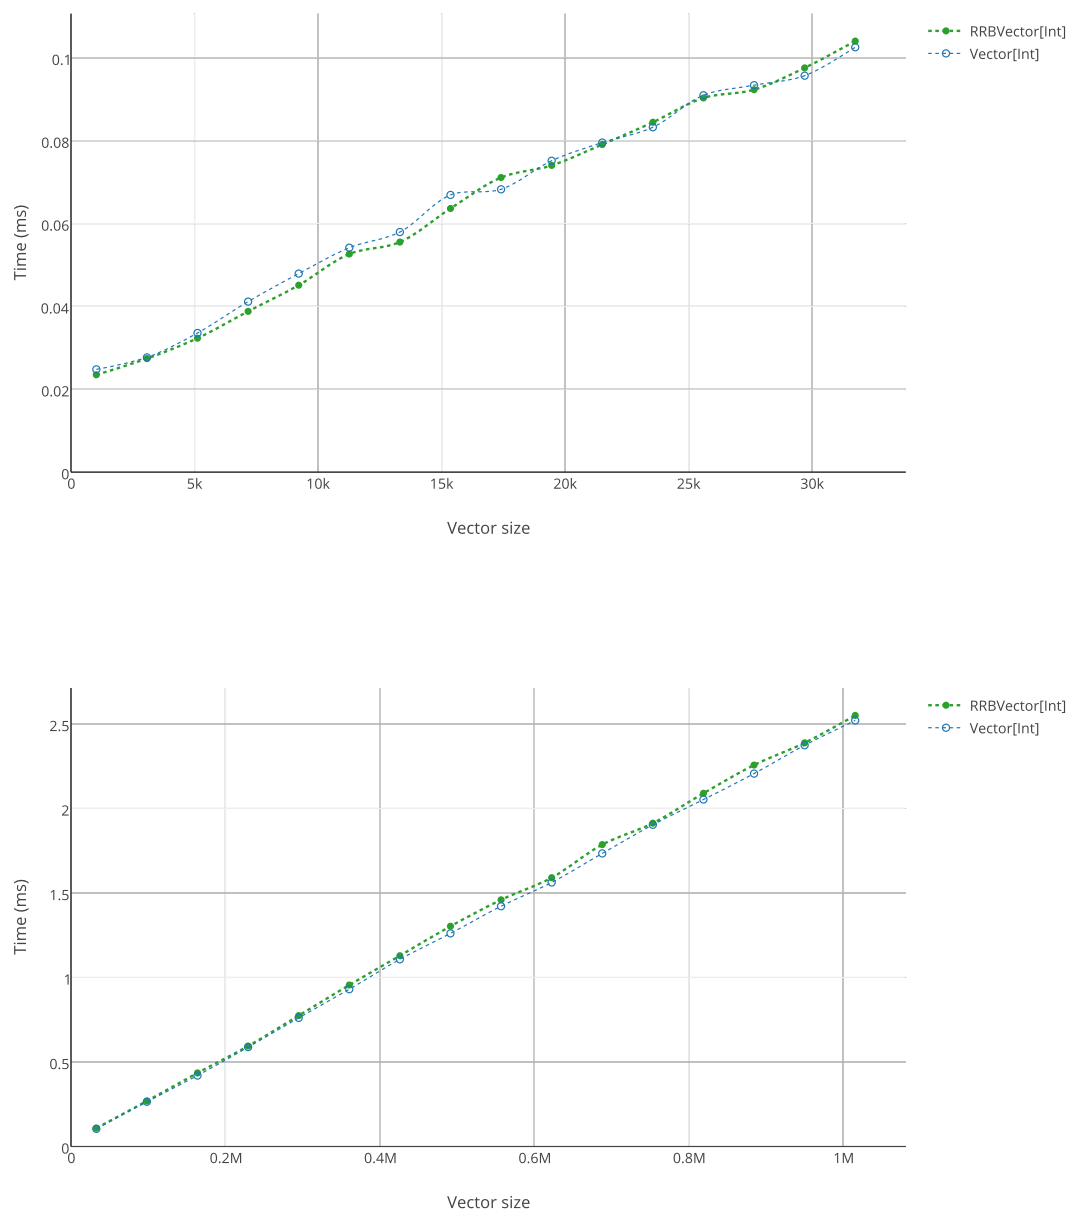 RRBVector[Int]
Vector[Int]
0.1
0.08
0.06
0.04
0.02
0
Time (ms)
0 5k 10k 15k 20k 25k 30k
Vector size
RRBVector[Int]
Vector[Int]
2.5
2
1.5
1
0.5
0
Time (ms)
0 0.2M 0.4M 0.6M 0.8M 1M
Vector size